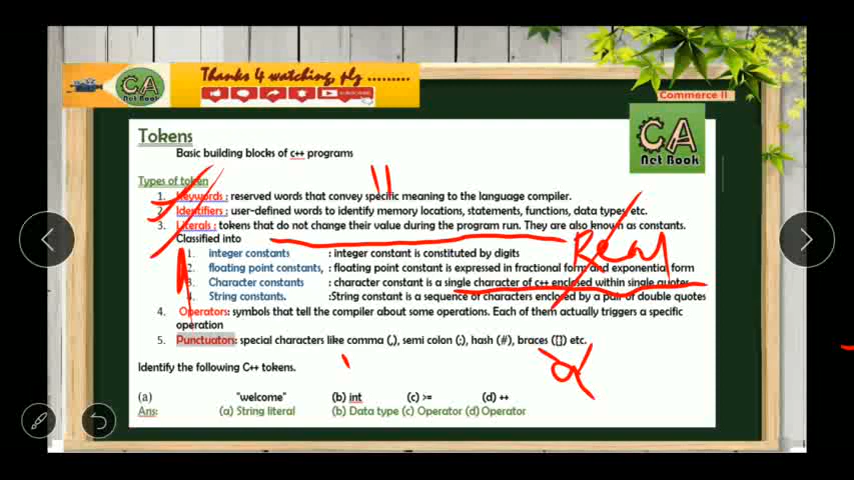 Thanks 4 watching, plz .........
CA
Net Book
SUBSCRIBE
Commerce II
CA
Net Book
Tokens
Basic building blocks of c++ programs
Types of token
1. Keywords : reserved words that convey specific meaning to the language compiler.
2. Identifiers : user-defined words to identify memory locations, statements, functions, data types etc.
3. Literals : tokens that do not change their value during the program run. They are also known as constants.
Classified into
1. integer constants : integer constant is constituted by digits
2. floating point constants, : floating point constant is expressed in fractional form and exponential form
3. Character constants : character constant is a single character of c++ enclosed within single quotes
4. String constants. :String constant is a sequence of characters enclosed by a pair of double quotes
4. Operators: symbols that tell the compiler about some operations. Each of them actually triggers a specific
operation
5. Punctuators: special characters like comma (,), semi colon (;), hash (#), braces ({}) etc.
Identify the following C++ tokens.
(a) "welcome" (b) int (c) >= (d) ++
Ans: (a) String literal (b) Data type (c) Operator (d) Operator